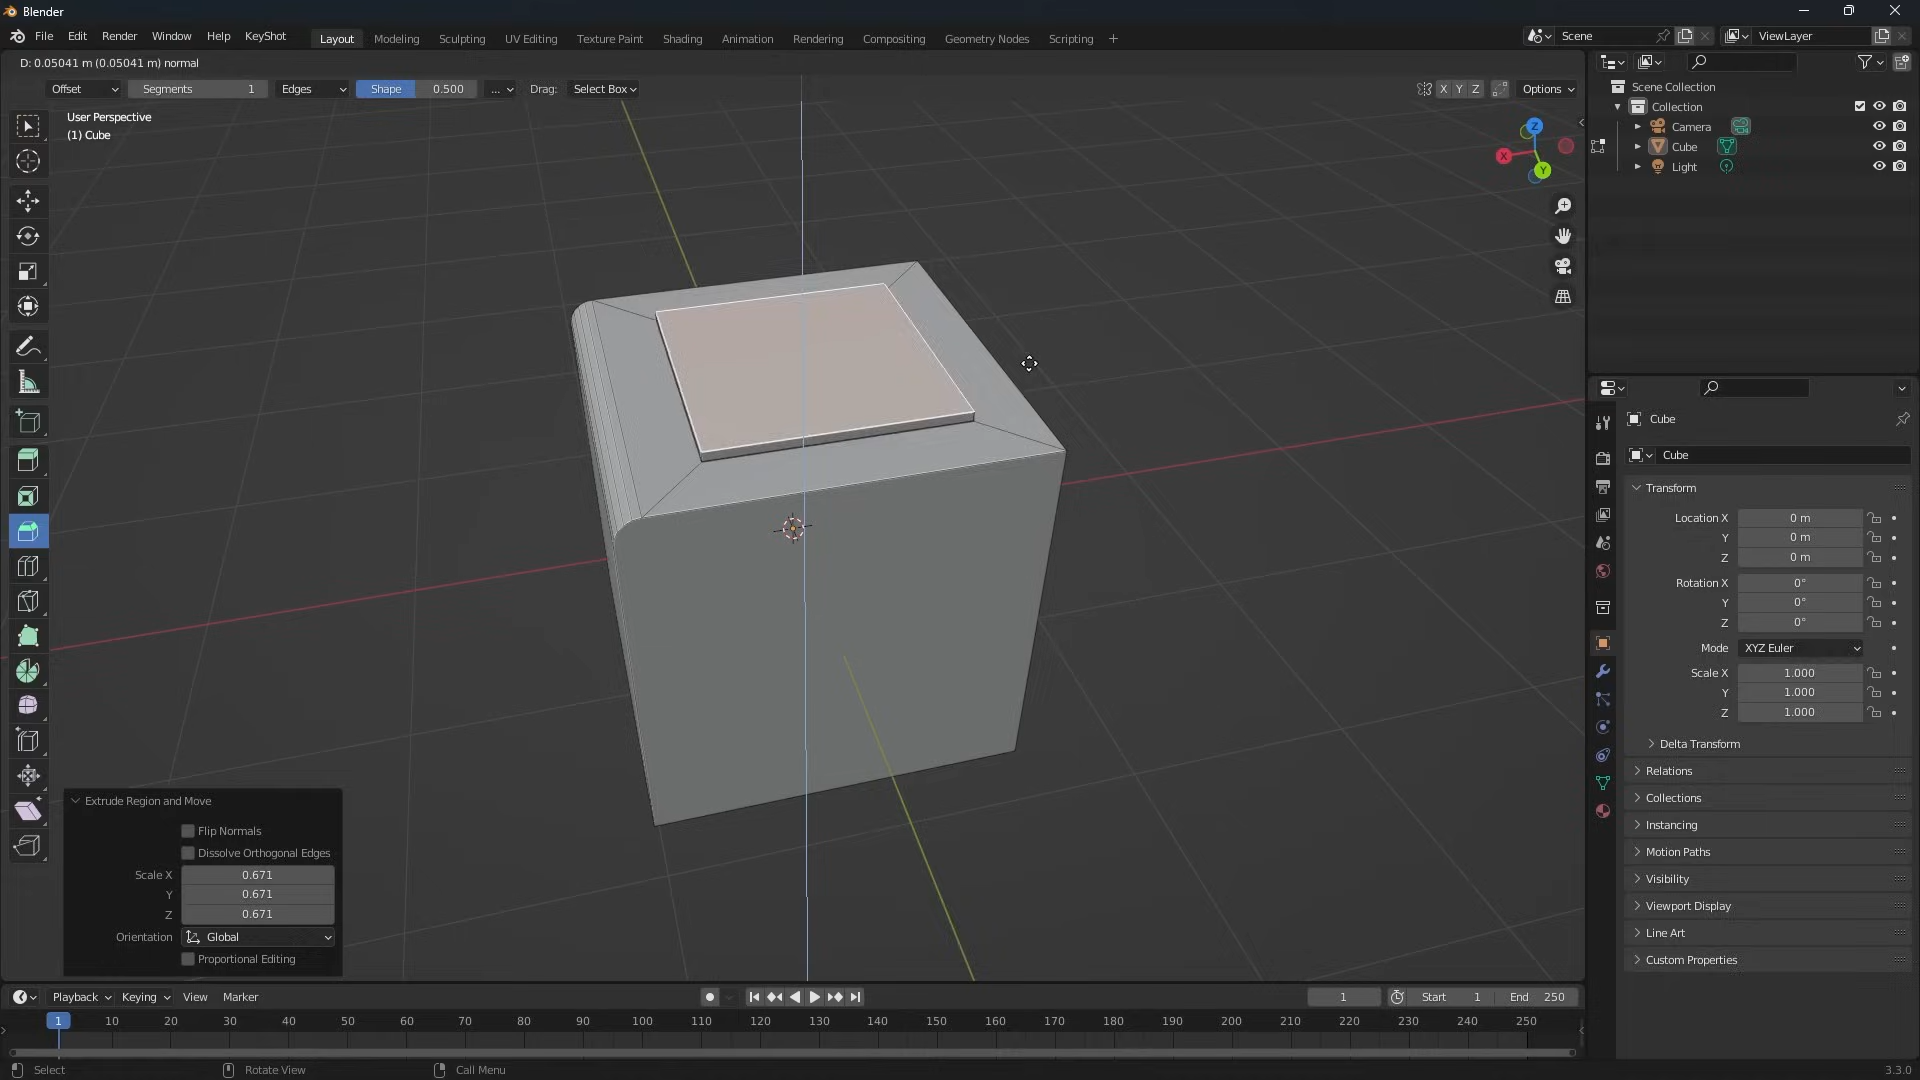 Blender
File Edit Render Window Help KeyShot Layout Modeling Sculpting UV Editing Texture Paint Shading Animation Rendering Compositing Geometry Nodes Scripting + Scene ViewLayer
D: 0.05041 m (0.05041 m) normal
Offset Segments 1 Edges Shape 0.500 ... Drag: Select Box X Y Z Options
User Perspective
(1) Cube
Z
X
Y
Scene Collection
Collection
Camera
Cube
Light
Cube
Cube
Transform
Location X 0 m
Y 0 m
Z 0 m
Rotation X 0°
Y 0°
Z 0°
Mode XYZ Euler
Scale X 1.000
Y 1.000
Z 1.000
Delta Transform
Relations
Collections
Instancing
Motion Paths
Visibility
Viewport Display
Line Art
Custom Properties
Extrude Region and Move
Flip Normals
Dissolve Orthogonal Edges
Scale X 0.671
Y 0.671
Z 0.671
Orientation Global
Proportional Editing
Playback Keying View Marker 1 Start 1 End 250
1 10 20 30 40 50 60 70 80 90 100 110 120 130 140 150 160 170 180 190 200 210 220 230 240 250
Select Rotate View Call Menu 3.3.0